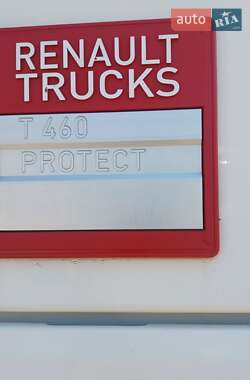 auto RIA
RENAULT
TRUCKS
T 460
PROTECT